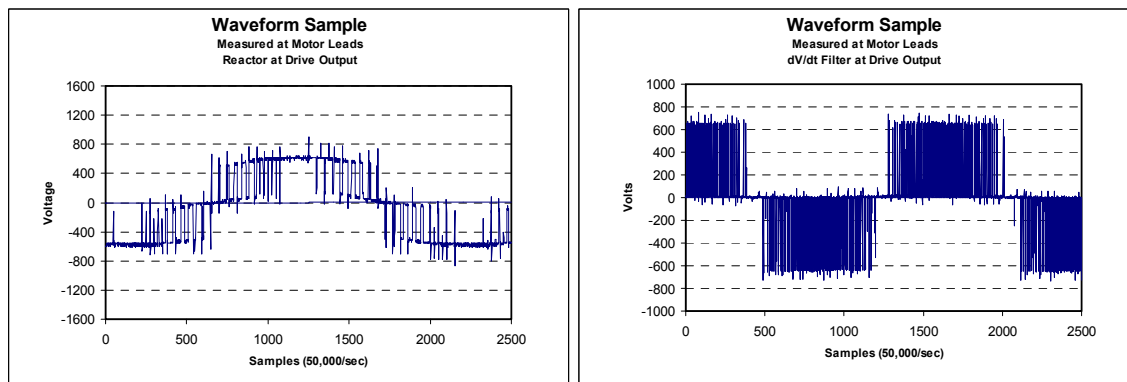 Waveform Sample
Measured at Motor Leads
Reactor at Drive Output
1600
1200
800
400
0
-400
-800
-1200
-1600
Voltage
0 500 1000 1500 2000 2500
Samples (50,000/sec)
Waveform Sample
Measured at Motor Leads
dV/dt Filter at Drive Output
1000
800
600
400
200
0
-200
-400
-600
-800
-1000
Volts
0 500 1000 1500 2000 2500
Samples (50,000/sec)